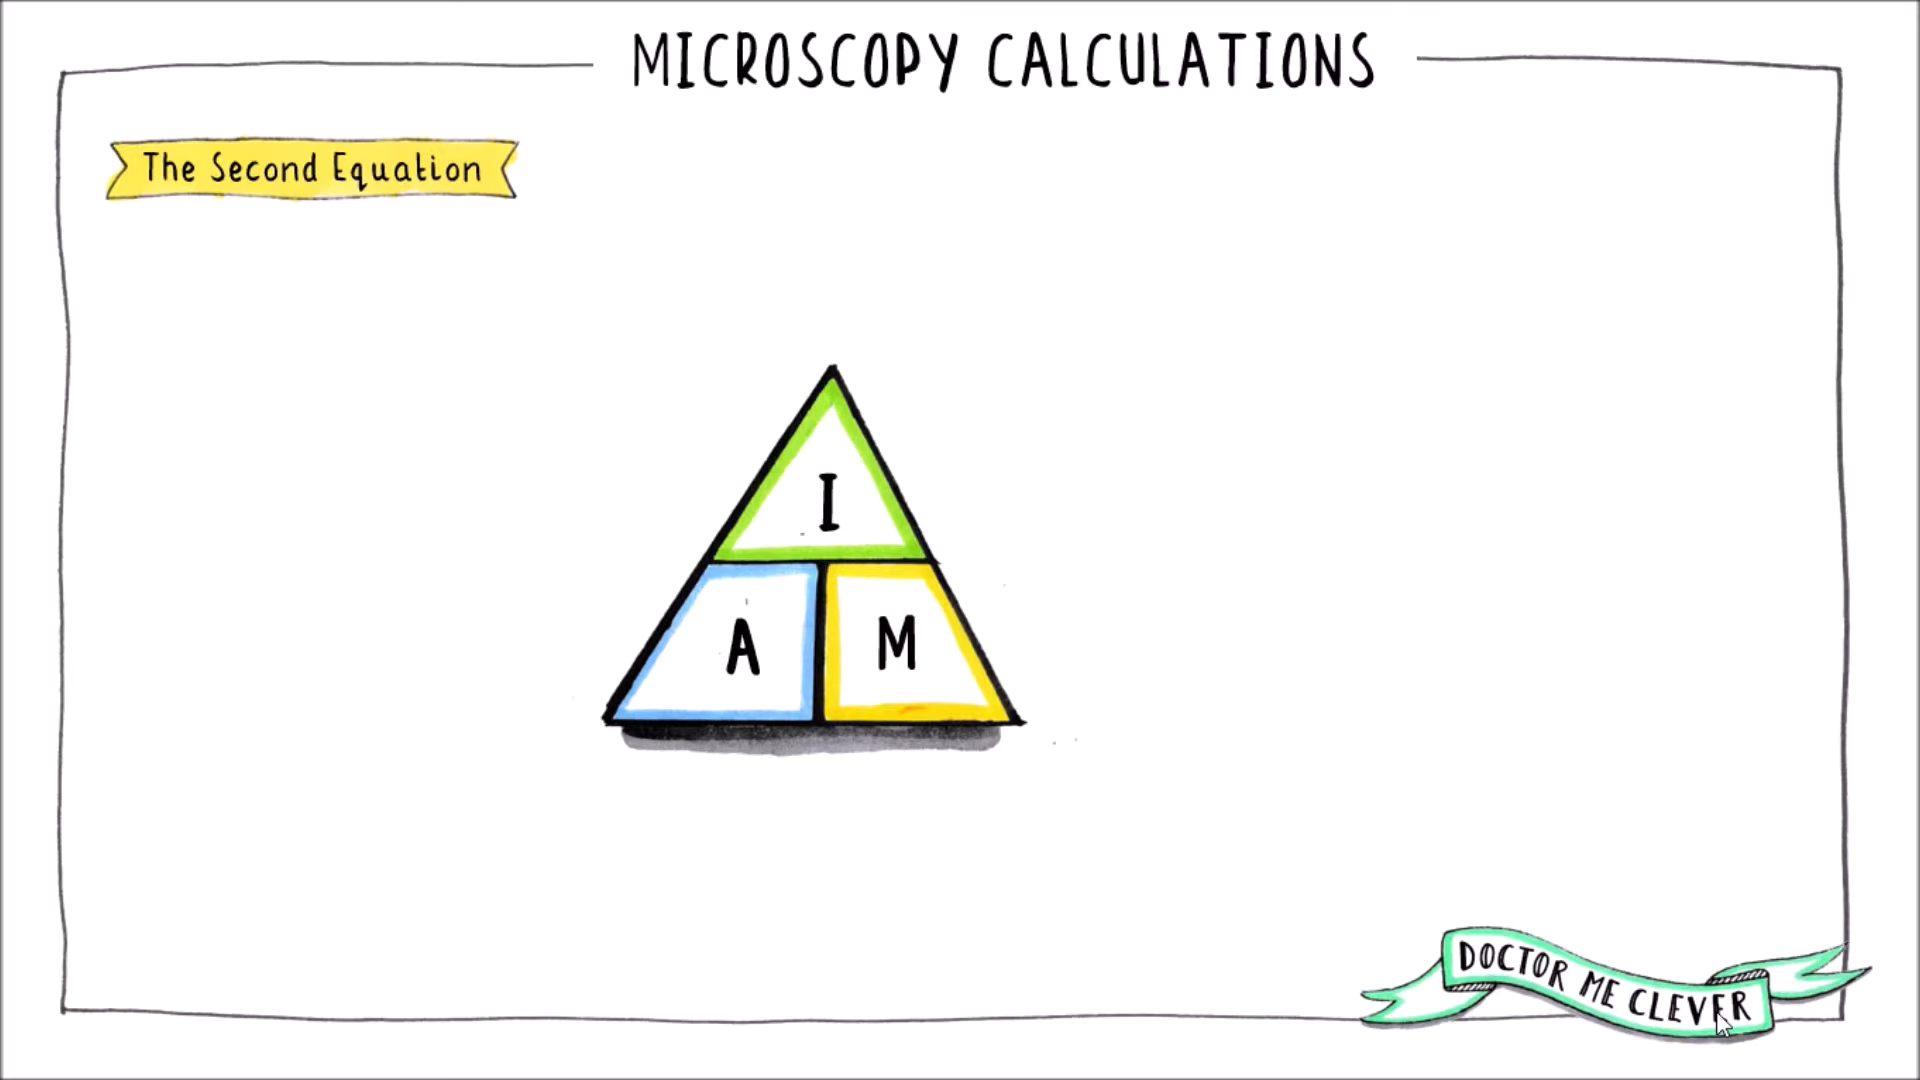 MICROSCOPY CALCULATIONS
The Second Equation
I
A M
DOCTOR ME CLEVER